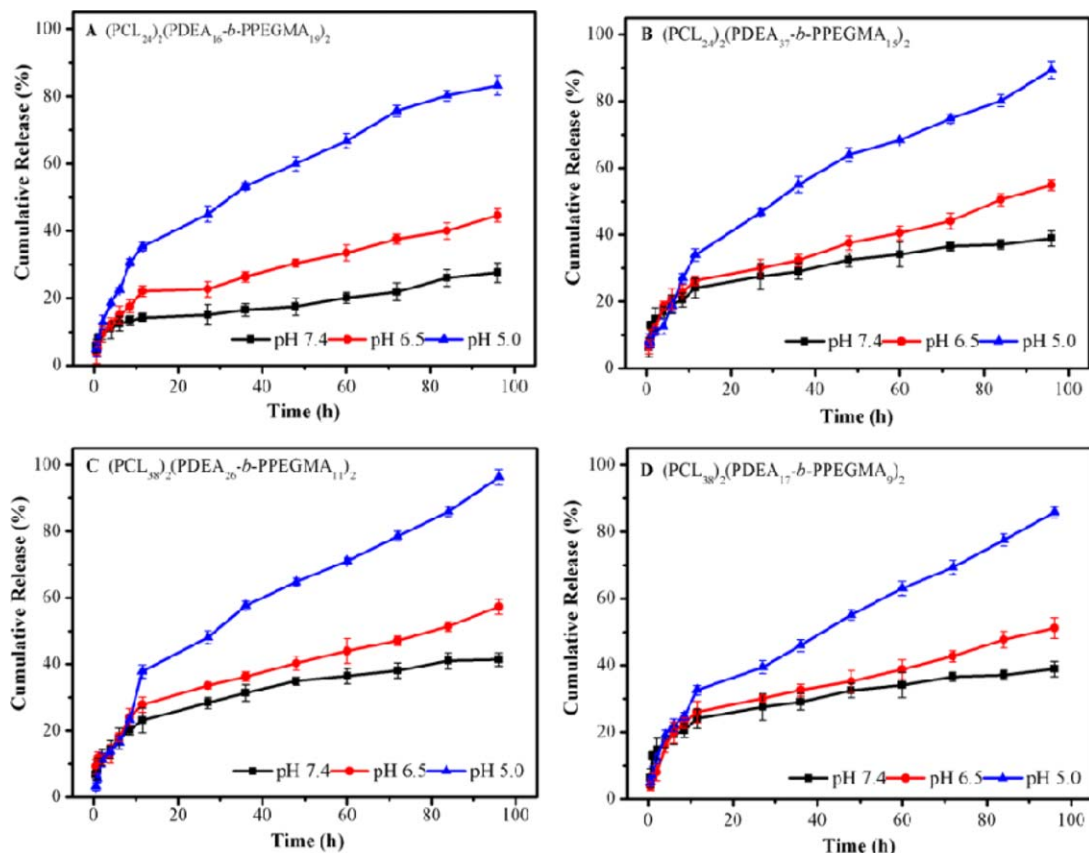 A (PCL₂₄)₂(PDEA₁₆-b-PPEGMA₁₉)₂
Cumulative Release (%)
100
80
60
40
20
0
pH 7.4 pH 6.5 pH 5.0
0 20 40 60 80 100
Time (h)
B (PCL₂₄)₂(PDEA₃₇-b-PPEGMA₁₅)₂
Cumulative Release (%)
100
80
60
40
20
0
pH 7.4 pH 6.5 pH 5.0
0 20 40 60 80 100
Time (h)
C (PCL₃₈)₂(PDEA₂₆-b-PPEGMA₁₁)₂
Cumulative Release (%)
100
80
60
40
20
0
pH 7.4 pH 6.5 pH 5.0
0 20 40 60 80 100
Time (h)
D (PCL₃₈)₂(PDEA₁₇-b-PPEGMA₉)₂
Cumulative Release (%)
100
80
60
40
20
0
pH 7.4 pH 6.5 pH 5.0
0 20 40 60 80 100
Time (h)